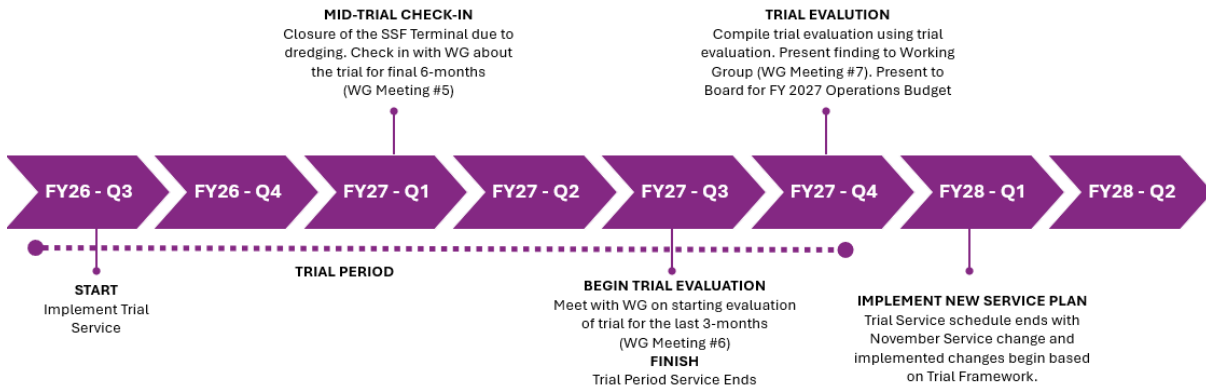 MID-TRIAL CHECK-IN
Closure of the SSF Terminal due to
dredging. Check in with WG about
the trial for final 6-months
(WG Meeting #5)
TRIAL EVALUTION
Compile trial evaluation using trial
evaluation. Present finding to Working
Group (WG Meeting #7). Present to
Board for FY 2027 Operations Budget
FY26 - Q3
FY26 - Q4
FY27 - Q1
FY27 - Q2
FY27 - Q3
FY27 - Q4
FY28 - Q1
FY28 - Q2
TRIAL PERIOD
START
Implement Trial
Service
BEGIN TRIAL EVALUATION
Meet with WG on starting evaluation
of trial for the last 3-months
(WG Meeting #6)
FINISH
Trial Period Service Ends
IMPLEMENT NEW SERVICE PLAN
Trial Service schedule ends with
November Service change and
implemented changes begin based
on Trial Framework.